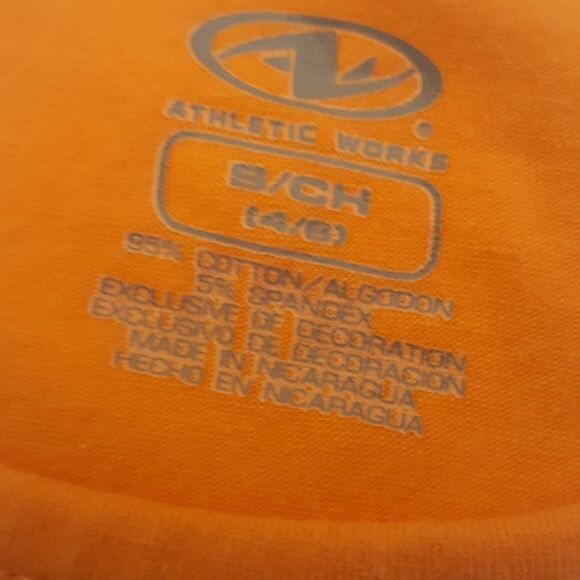 ATHLETIC WORKS ®
S/CH
(4/6)
95% COTTON/ALGODON
5% SPANDEX
EXCLUSIVE OF DECORATION
EXCLUSIVO DE DECORACION
MADE IN NICARAGUA
HECHO EN NICARAGUA